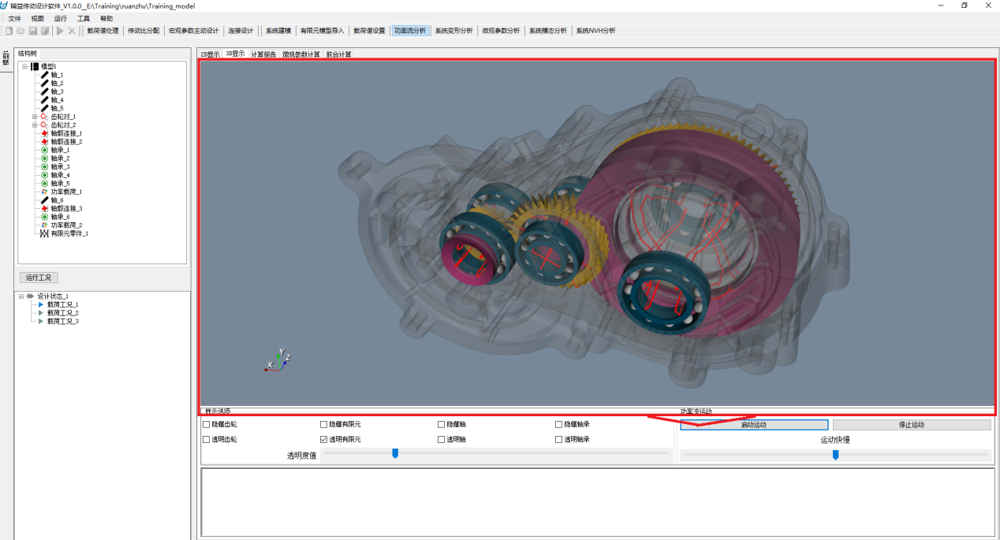 精益传动设计软件_V1.0.0__E:\Training\ruanzhu\Training_model
文件 视图 运行 工具 帮助
载荷谱处理 传动比分配 宏观参数主动设计 连接设计 系统建模 有限元模型导入 载荷谱设置 功率流分析 系统变形分析 微观参数分析 系统模态分析 系统NVH分析
结构树
模型1
轴_1
轴_2
轴_3
轴_4
轴_5
齿轮对_1
齿轮对_2
轴毂连接_1
轴毂连接_2
轴承_1
轴承_2
轴承_3
轴承_4
轴承_5
功率载荷_1
轴_6
轴毂连接_3
轴承_6
功率载荷_2
有限元零件_1
运行工况
设计状态_1
载荷工况_1
载荷工况_2
载荷工况_3
2D显示 3D显示 计算报告 微观参数计算 胶合计算
Y
Z
X
显示选项
隐藏齿轮 隐藏有限元 隐藏轴 隐藏轴承
透明齿轮 透明有限元 透明轴 透明轴承
透明度值
功率流运动
启动运动 停止运动
运动快慢